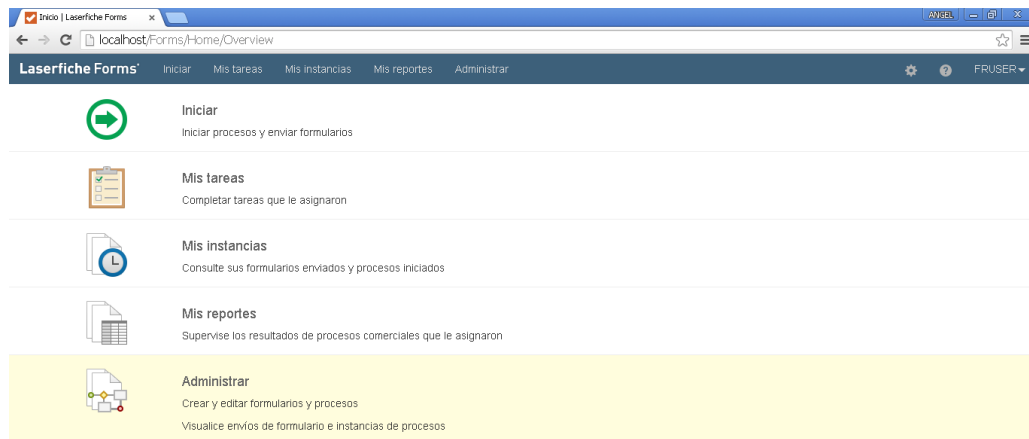 Inicio | Laserfiche Forms
ANGEL
localhost/Forms/Home/Overview
Laserfiche Forms Iniciar Mis tareas Mis instancias Mis reportes Administrar FRUSER
Iniciar
Iniciar procesos y enviar formularios
Mis tareas
Completar tareas que le asignaron
Mis instancias
Consulte sus formularios enviados y procesos iniciados
Mis reportes
Supervise los resultados de procesos comerciales que le asignaron
Administrar
Crear y editar formularios y procesos
Visualice envíos de formulario e instancias de procesos